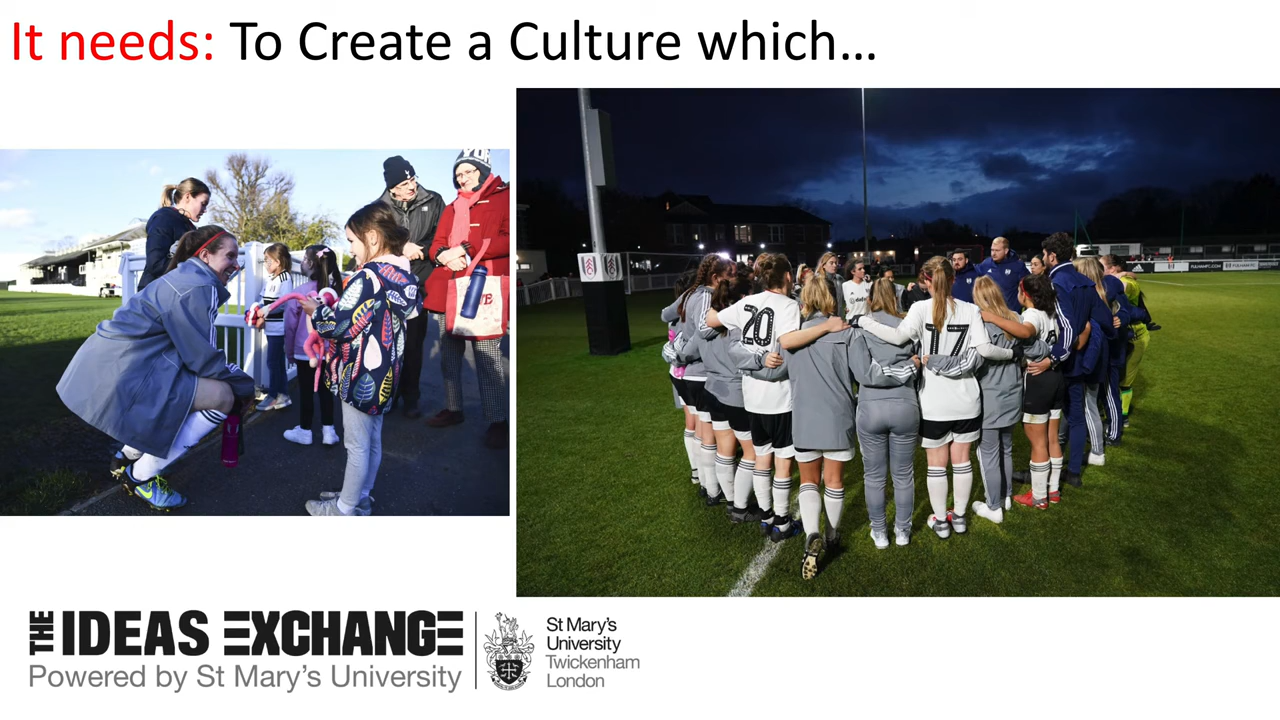 It needs: To Create a Culture which...
20
17
THE IDEAS EXCHANGE
Powered by St Mary's University
St Mary's
University
Twickenham
London